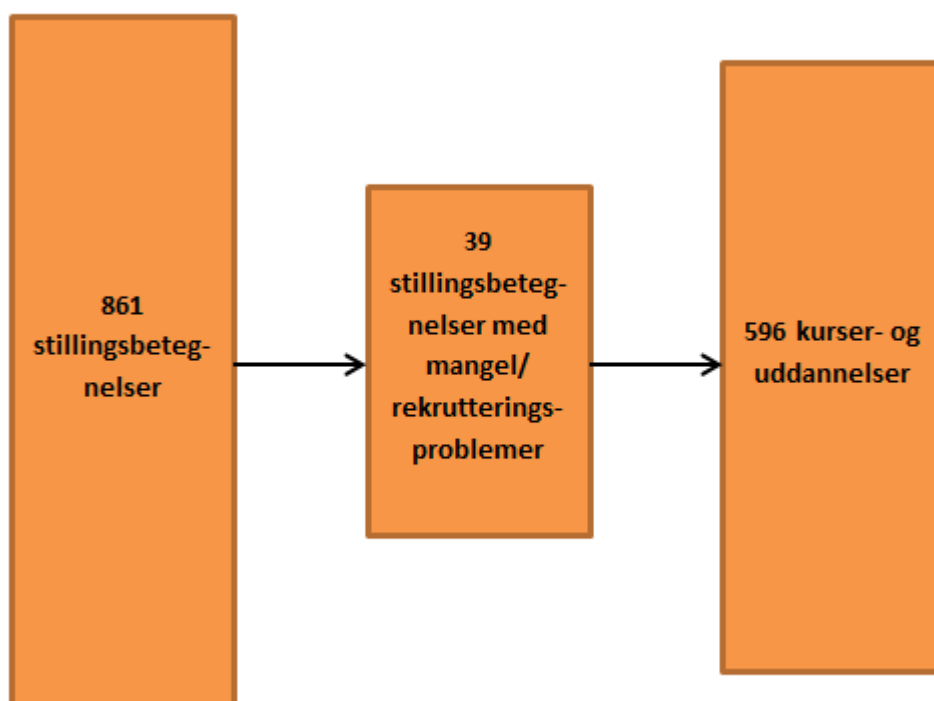 861
stillingsbeteg-
nelser
39
stillingsbeteg-
nelser med
mangel/
rekrutterings-
problemer
596 kurser- og
uddannelser